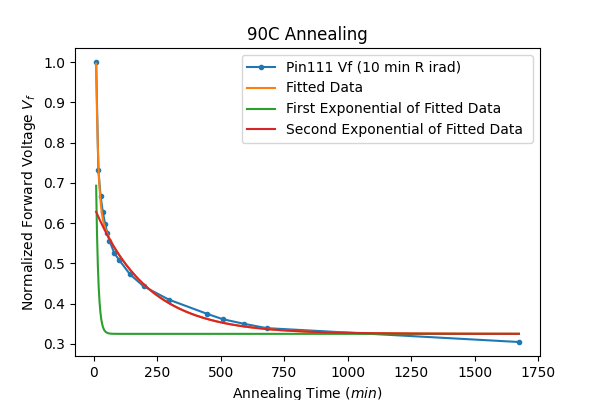 90C Annealing
Normalized Forward Voltage V_f
1.0
0.9
0.8
0.7
0.6
0.5
0.4
0.3
Pin111 Vf (10 min R irad)
Fitted Data
First Exponential of Fitted Data
Second Exponential of Fitted Data
0 250 500 750 1000 1250 1500 1750
Annealing Time (min)